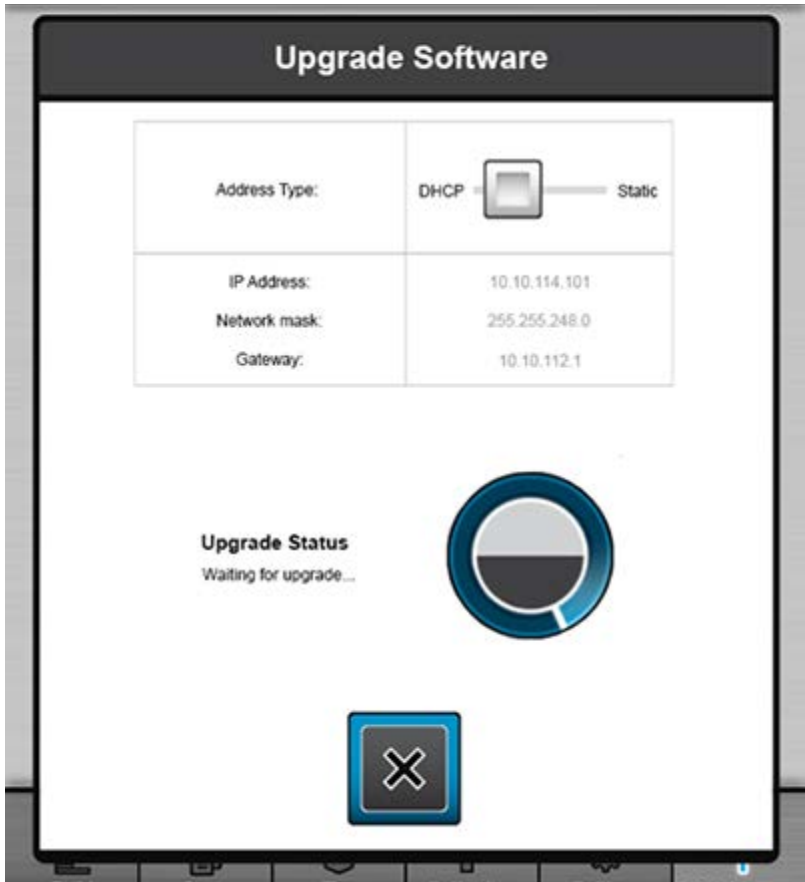 Upgrade Software
Address Type:
DHCP
Static
IP Address: 10.10.114.101
Network mask: 255.255.248.0
Gateway: 10.10.112.1
Upgrade Status
Waiting for upgrade...